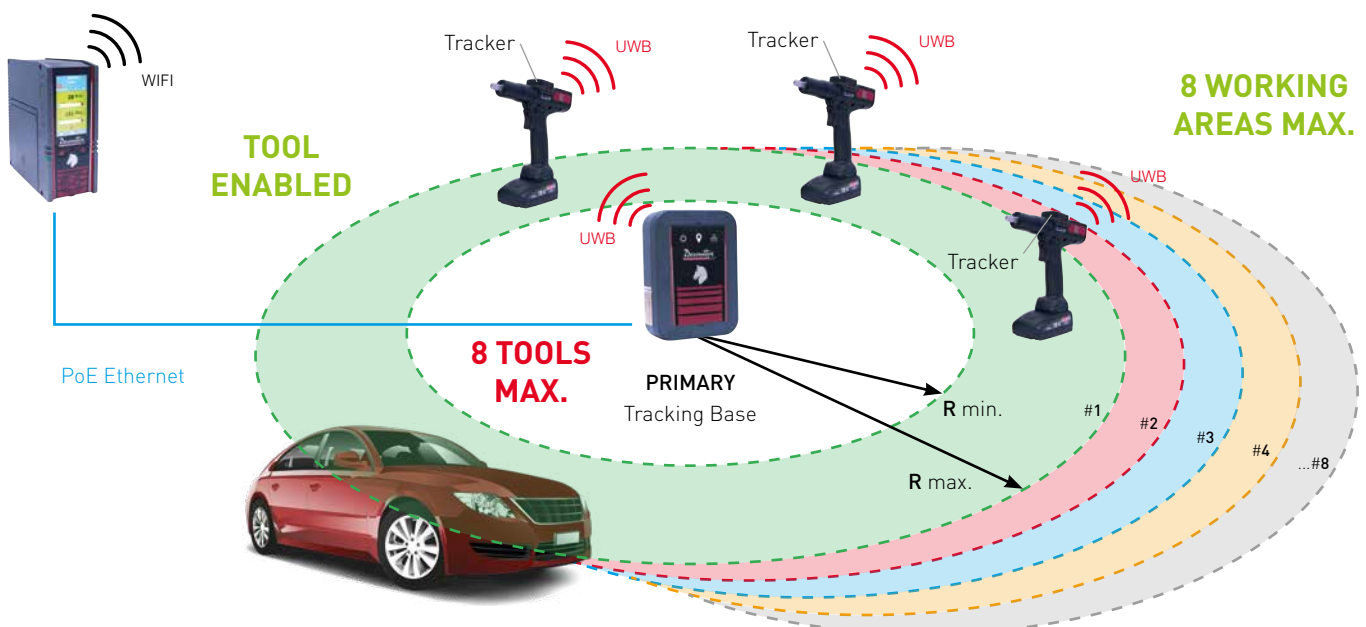 WIFI
Tracker
UWB
Tracker
UWB
8 WORKING
AREAS MAX.
TOOL
ENABLED
UWB
UWB
Tracker
Desoutter
PoE Ethernet
8 TOOLS
MAX.
PRIMARY
Tracking Base
R min.
R max.
#1
#2
#3
#4
...#8